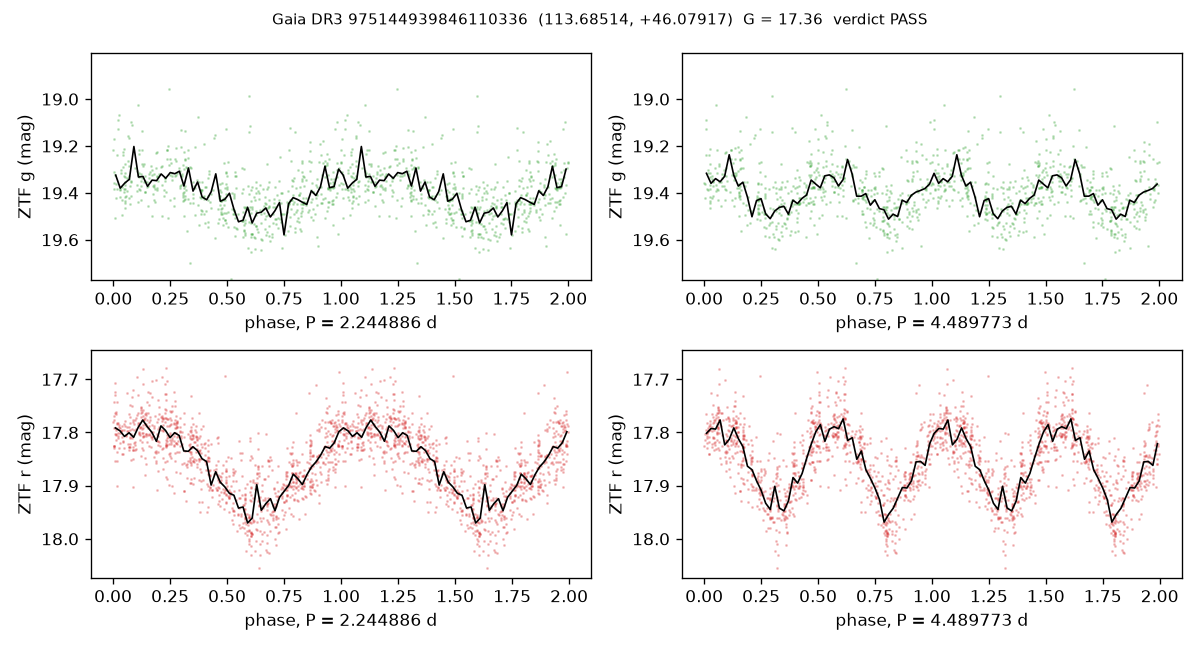 Gaia DR3 975144939846110336 (113.68514, +46.07917) G = 17.36 verdict PASS
ZTF g (mag)
19.0
19.2
19.4
19.6
0.00 0.25 0.50 0.75 1.00 1.25 1.50 1.75 2.00
phase, P = 2.244886 d
ZTF g (mag)
19.0
19.2
19.4
19.6
0.00 0.25 0.50 0.75 1.00 1.25 1.50 1.75 2.00
phase, P = 4.489773 d
ZTF r (mag)
17.7
17.8
17.9
18.0
0.00 0.25 0.50 0.75 1.00 1.25 1.50 1.75 2.00
phase, P = 2.244886 d
ZTF r (mag)
17.7
17.8
17.9
18.0
0.00 0.25 0.50 0.75 1.00 1.25 1.50 1.75 2.00
phase, P = 4.489773 d